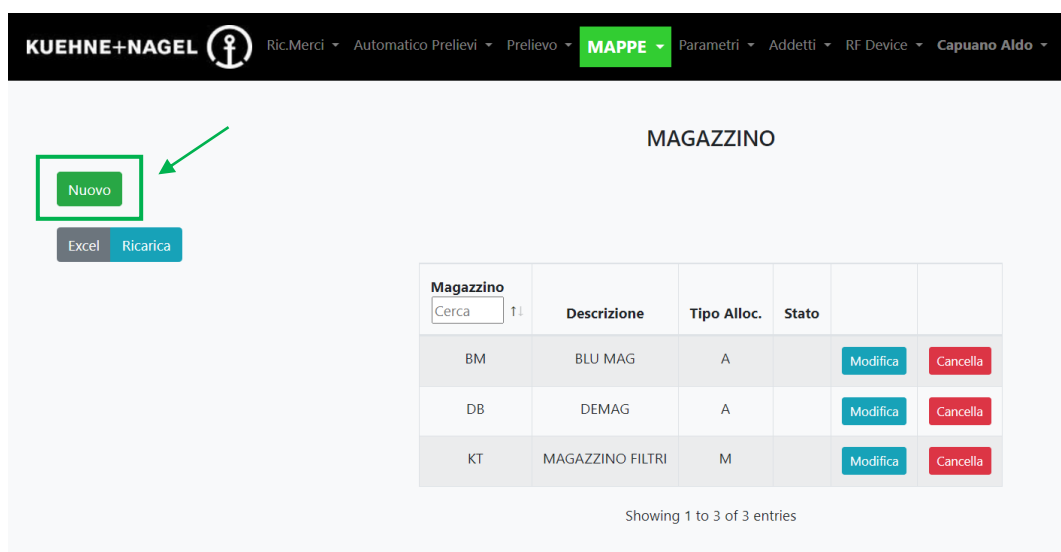 KUEHNE+NAGEL Ric.Merci Automatico Prelievi Prelievo MAPPE Parametri Addetti RF Device Capuano Aldo
MAGAZZINO
Nuovo
Excel Ricarica
Magazzino
Cerca Descrizione Tipo Alloc. Stato
BM BLU MAG A Modifica Cancella
DB DEMAG A Modifica Cancella
KT MAGAZZINO FILTRI M Modifica Cancella
Showing 1 to 3 of 3 entries